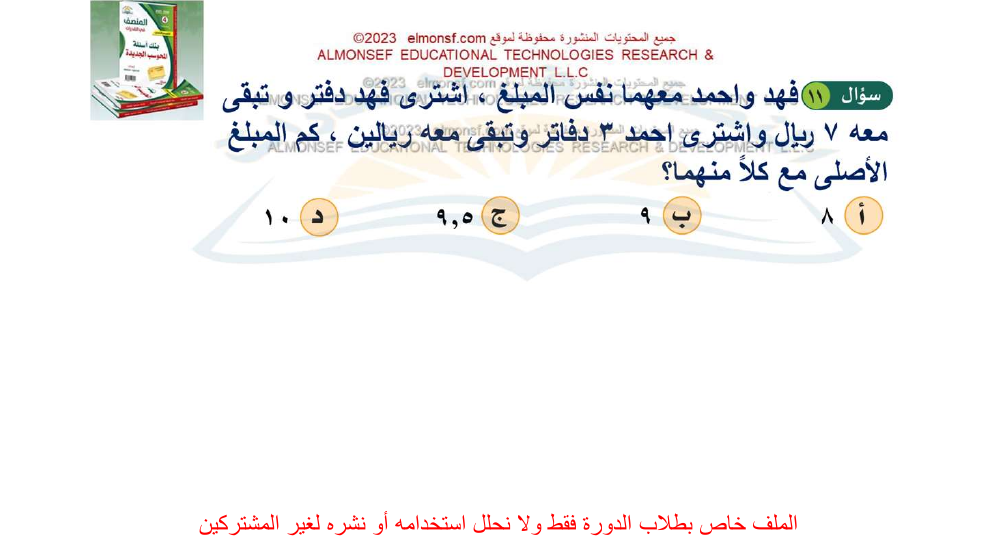 جميع المحتويات المنشورة محفوظة لموقع elmonsf.com ©2023
ALMONSEF EDUCATIONAL TECHNOLOGIES RESEARCH &
DEVELOPMENT L.L.C
سؤال ١١ فهد واحمد معهما نفس المبلغ ، اشترى فهد دفتر و تبقى
معه ٧ ريال واشترى احمد ٣ دفاتر وتبقى معه ريالين ، كم المبلغ
الأصلى مع كلاً منهما؟
أ ٨ ب ٩ ج ٩,٥ د ١٠
المنصف
بنك أسئلة
المحوسب الجديدة
الملف خاص بطلاب الدورة فقط ولا نحلل استخدامه أو نشره لغير المشتركين